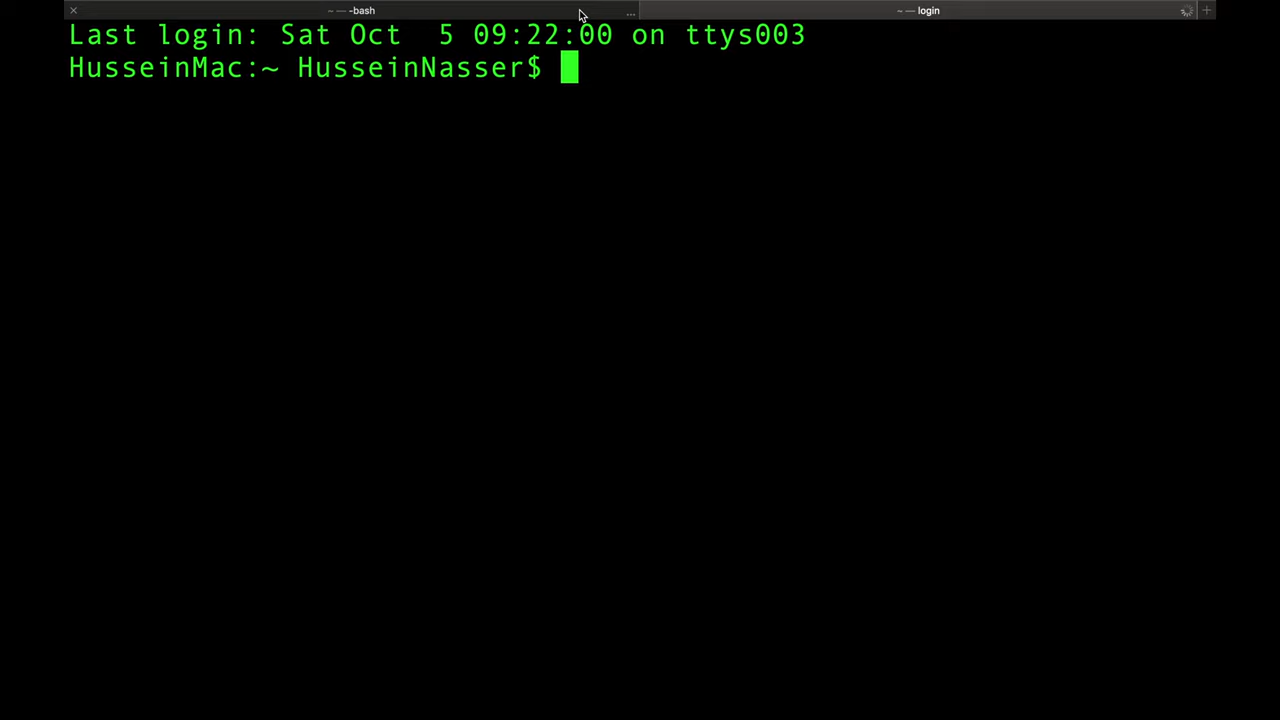 ~ — -bash
~ — login
Last login: Sat Oct  5 09:22:00 on ttys003
HusseinMac:~ HusseinNasser$